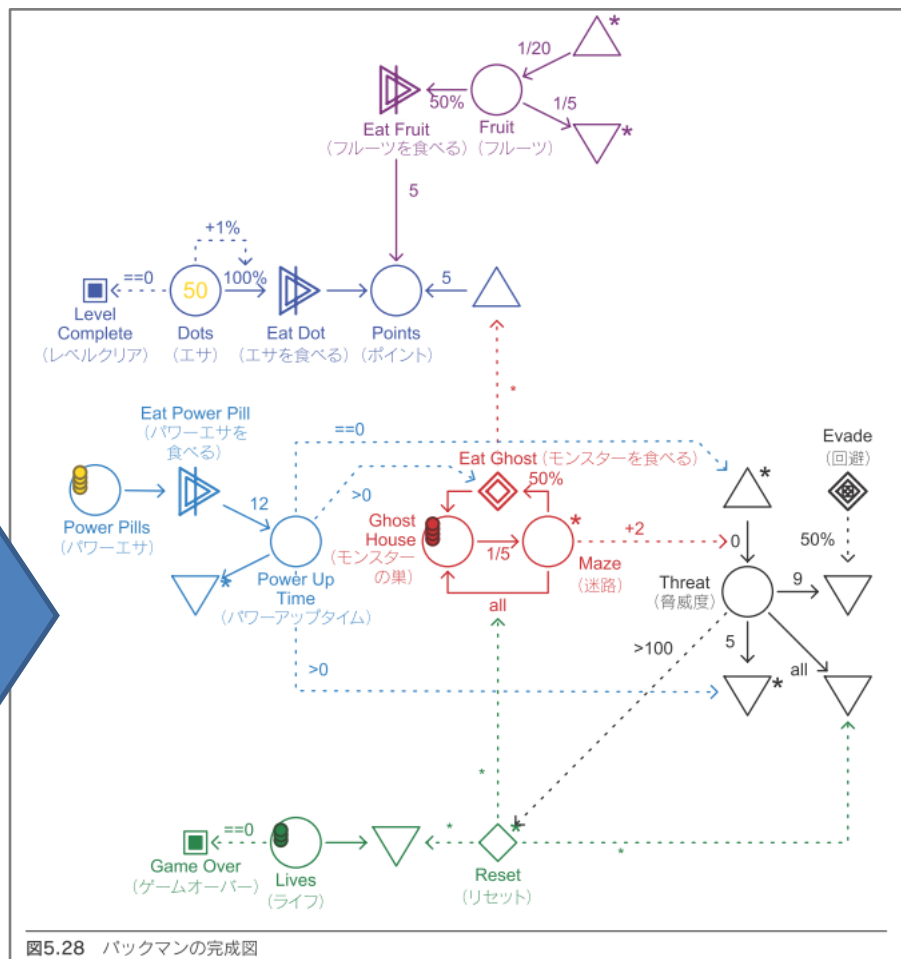 *
1/20
50%
1/5
*
Eat Fruit
(フルーツを食べる)
Fruit
(フルーツ)
5
+1%
==0
50
100%
5
Level
Complete
(レベルクリア)
Dots
(エサ)
Eat Dot
(エサを食べる)
Points
(ポイント)
*
Eat Power Pill
(パワーエサを
食べる)
==0
Evade
(回避)
Eat Ghost(モンスターを食べる)
*
12
>0
50%
50%
Power Pills
(パワーエサ)
Ghost
House
(モンスター
の巣)
1/5
*
+2
0
Maze
(迷路)
*
Power Up
Time
(パワーアップタイム)
all
Threat
(脅威度)
9
>100
5
all
>0
*
*
==0
*
*
*
Game Over
(ゲームオーバー)
Lives
(ライフ)
Reset
(リセット)
図5.28 パックマンの完成図